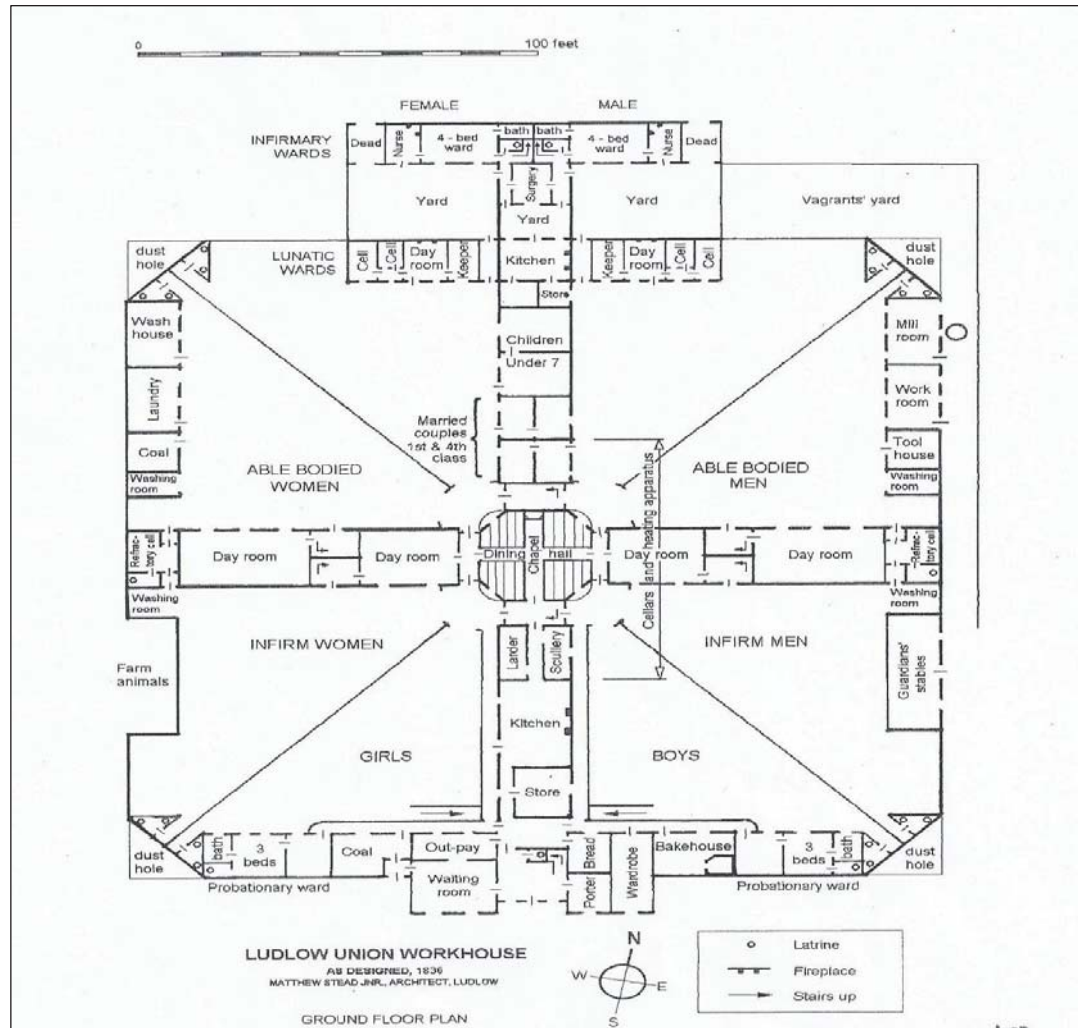 0 100 feet
FEMALE MALE
INFIRMARY
WARDS
Dead
Nurse
4 - bed
ward
bath
bath
4 - bed
ward
Nurse
Dead
Surgery
Yard
Yard
Yard
Vagrants' yard
dust
hole
LUNATIC
WARDS
Cell
Cell
Day
room
Keeper
Kitchen
Keeper
Day
room
Cell
Cell
dust
hole
Store
Wash
house
Children
Under 7
Mill
room
Laundry
Married
couples
1st & 4th
class
Work
room
Coal
Tool
house
Washing
room
ABLE BODIED
WOMEN
ABLE BODIED
MEN
Washing
room
Refrac-
tory cell
Day room
Day room
Dining hall
Chapel
Day room
Day room
Refrac-
tory cell
Cellars and heating apparatus
Washing
room
Washing
room
INFIRM WOMEN
INFIRM MEN
Larder
Scullery
Farm
animals
Guardians'
stables
Kitchen
GIRLS
BOYS
Store
dust
hole
bath
3
beds
Coal
Out-pay
Waiting
room
Bread
Porter
Wardrobe
Bakehouse
3
beds
bath
dust
hole
Probationary ward
Probationary ward
LUDLOW UNION WORKHOUSE
AS DESIGNED, 1836
MATTHEW STEAD JNR., ARCHITECT, LUDLOW
GROUND FLOOR PLAN
N
W
E
S
Latrine
Fireplace
Stairs up